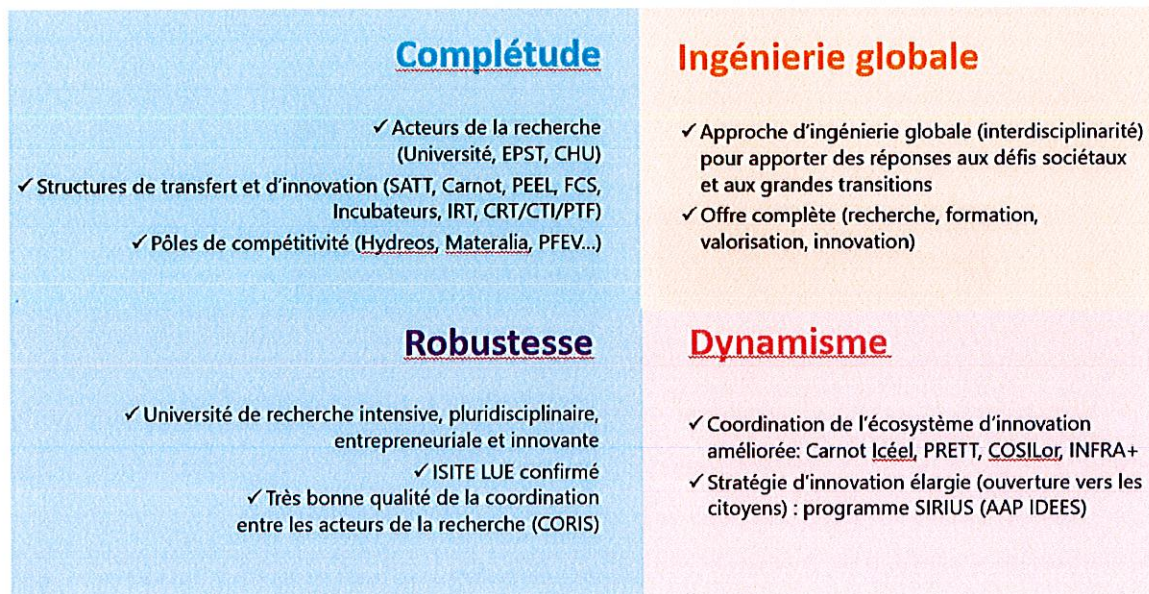 Complétude
✓ Acteurs de la recherche
(Université, EPST, CHU)
✓ Structures de transfert et d'innovation (SATT, Carnot, PEEL, FCS,
Incubateurs, IRT, CRT/CTI/PTF)
✓ Pôles de compétitivité (Hydreos, Materalia, PFEV...)
Ingénierie globale
✓ Approche d'ingénierie globale (interdisciplinarité)
pour apporter des réponses aux défis sociétaux
et aux grandes transitions
✓ Offre complète (recherche, formation,
valorisation, innovation)
Robustesse
✓ Université de recherche intensive, pluridisciplinaire,
entrepreneuriale et innovante
✓ ISITE LUE confirmé
✓ Très bonne qualité de la coordination
entre les acteurs de la recherche (CORIS)
Dynamisme
✓ Coordination de l'écosystème d'innovation
améliorée: Carnot Icéel, PRETT, COSILor, INFRA+
✓ Stratégie d'innovation élargie (ouverture vers les
citoyens) : programme SIRIUS (AAP IDEES)